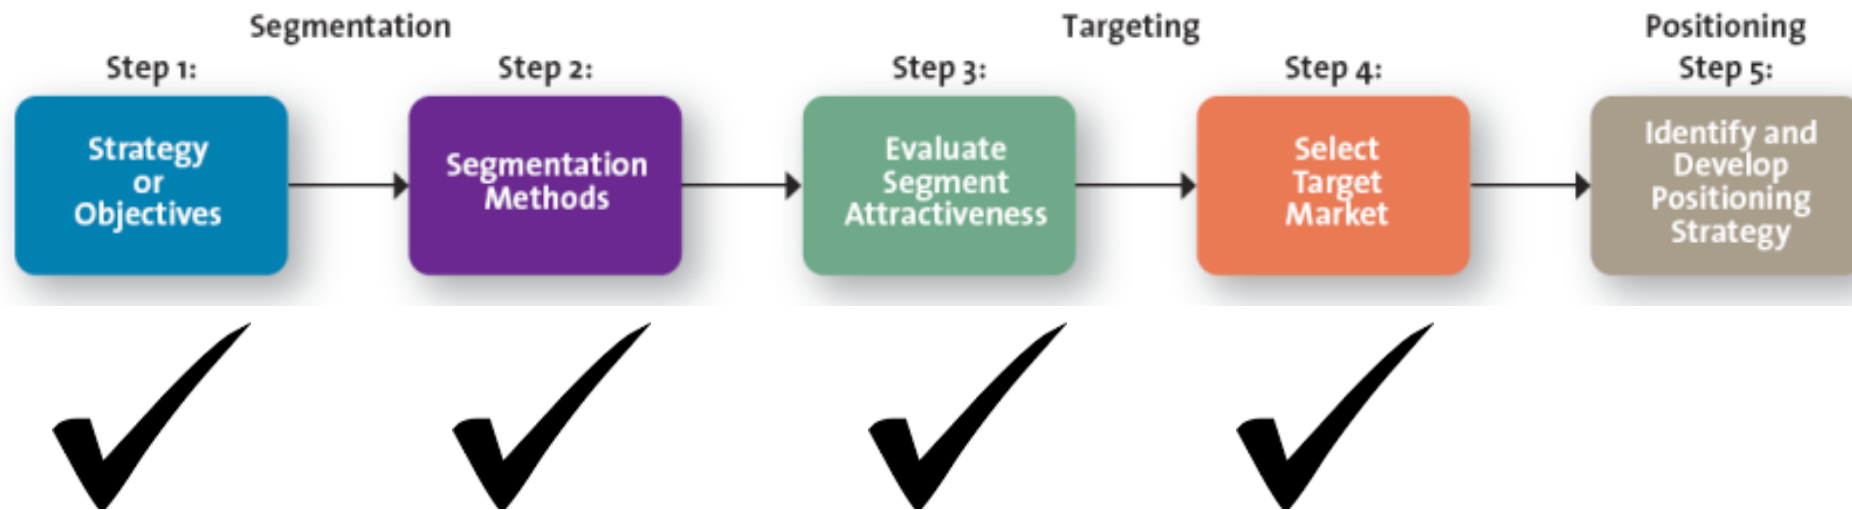 Segmentation
Targeting
Positioning
Step 1:
Step 2:
Step 3:
Step 4:
Step 5:
Strategy
or
Objectives
Segmentation
Methods
Evaluate
Segment
Attractiveness
Select
Target
Market
Identify and
Develop
Positioning
Strategy